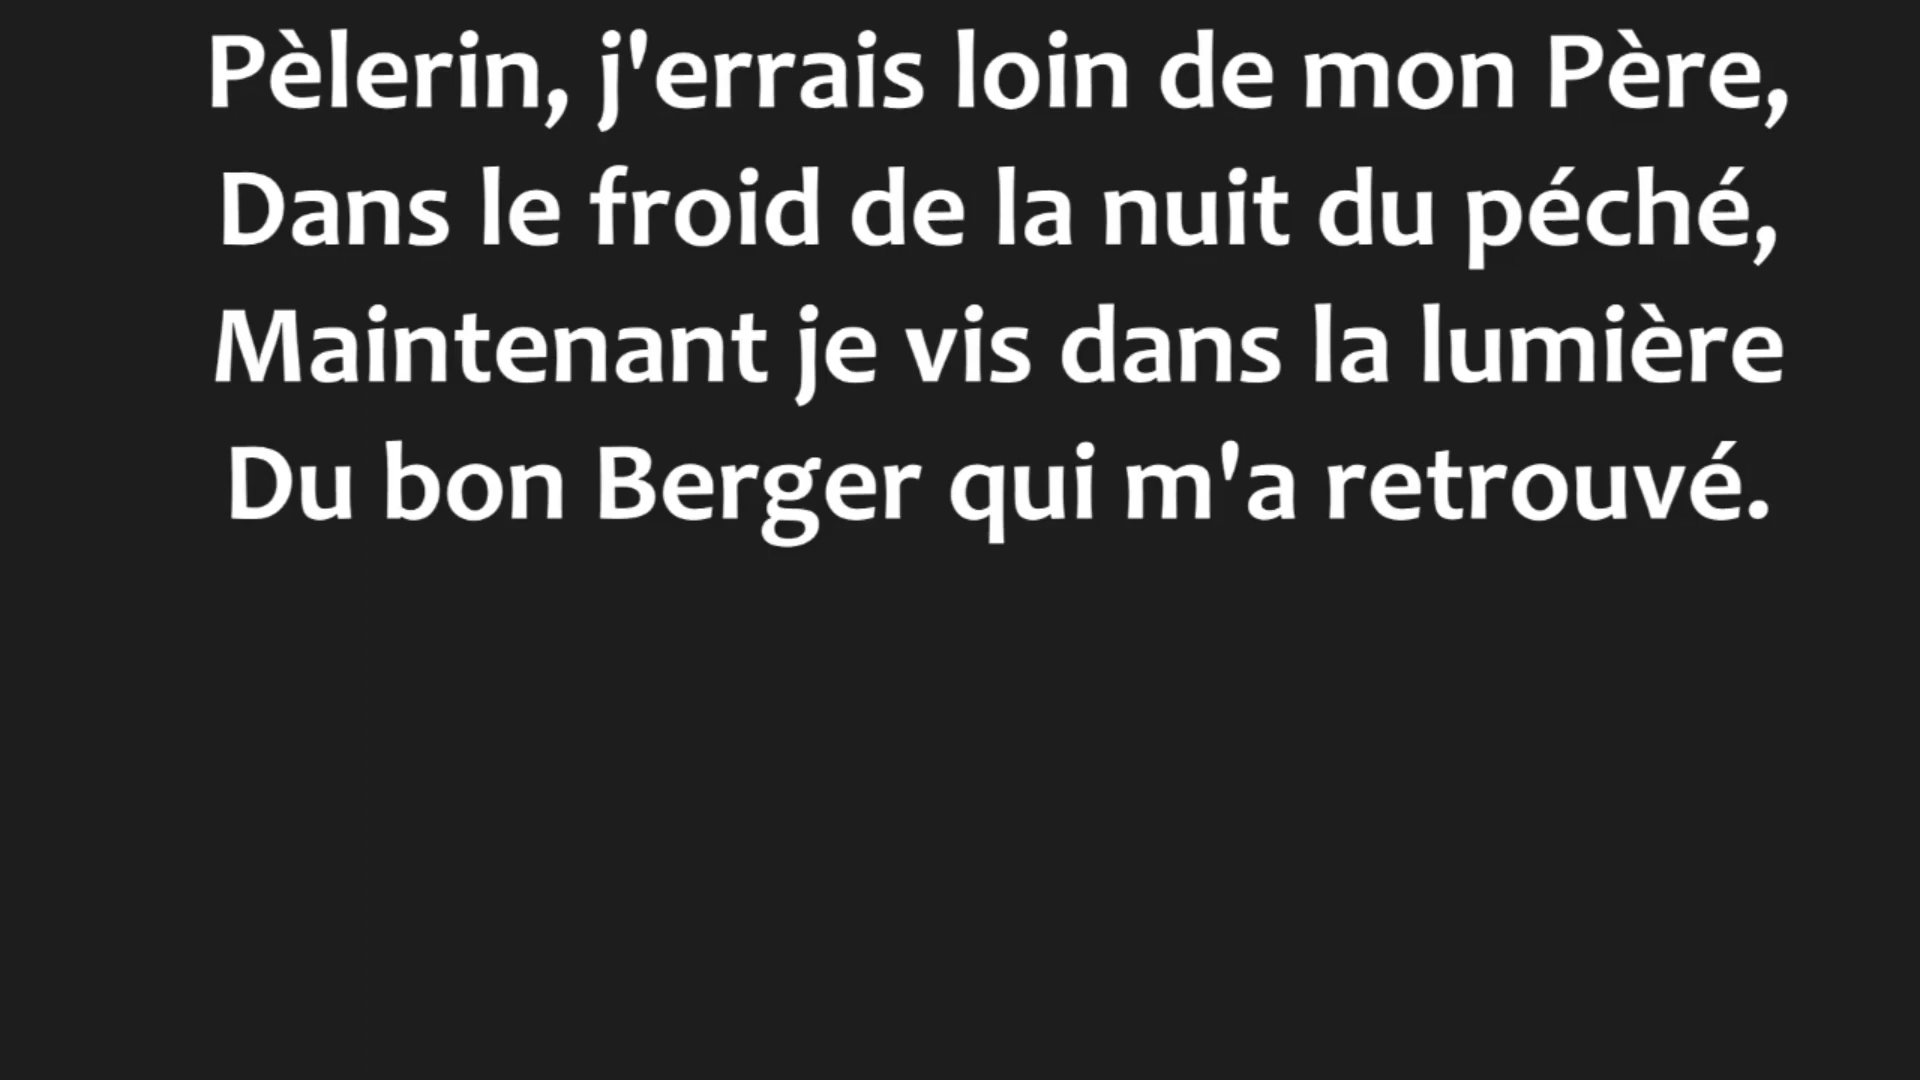 Pèlerin, j'errais loin de mon Père,
Dans le froid de la nuit du péché,
Maintenant je vis dans la lumière
Du bon Berger qui m'a retrouvé.